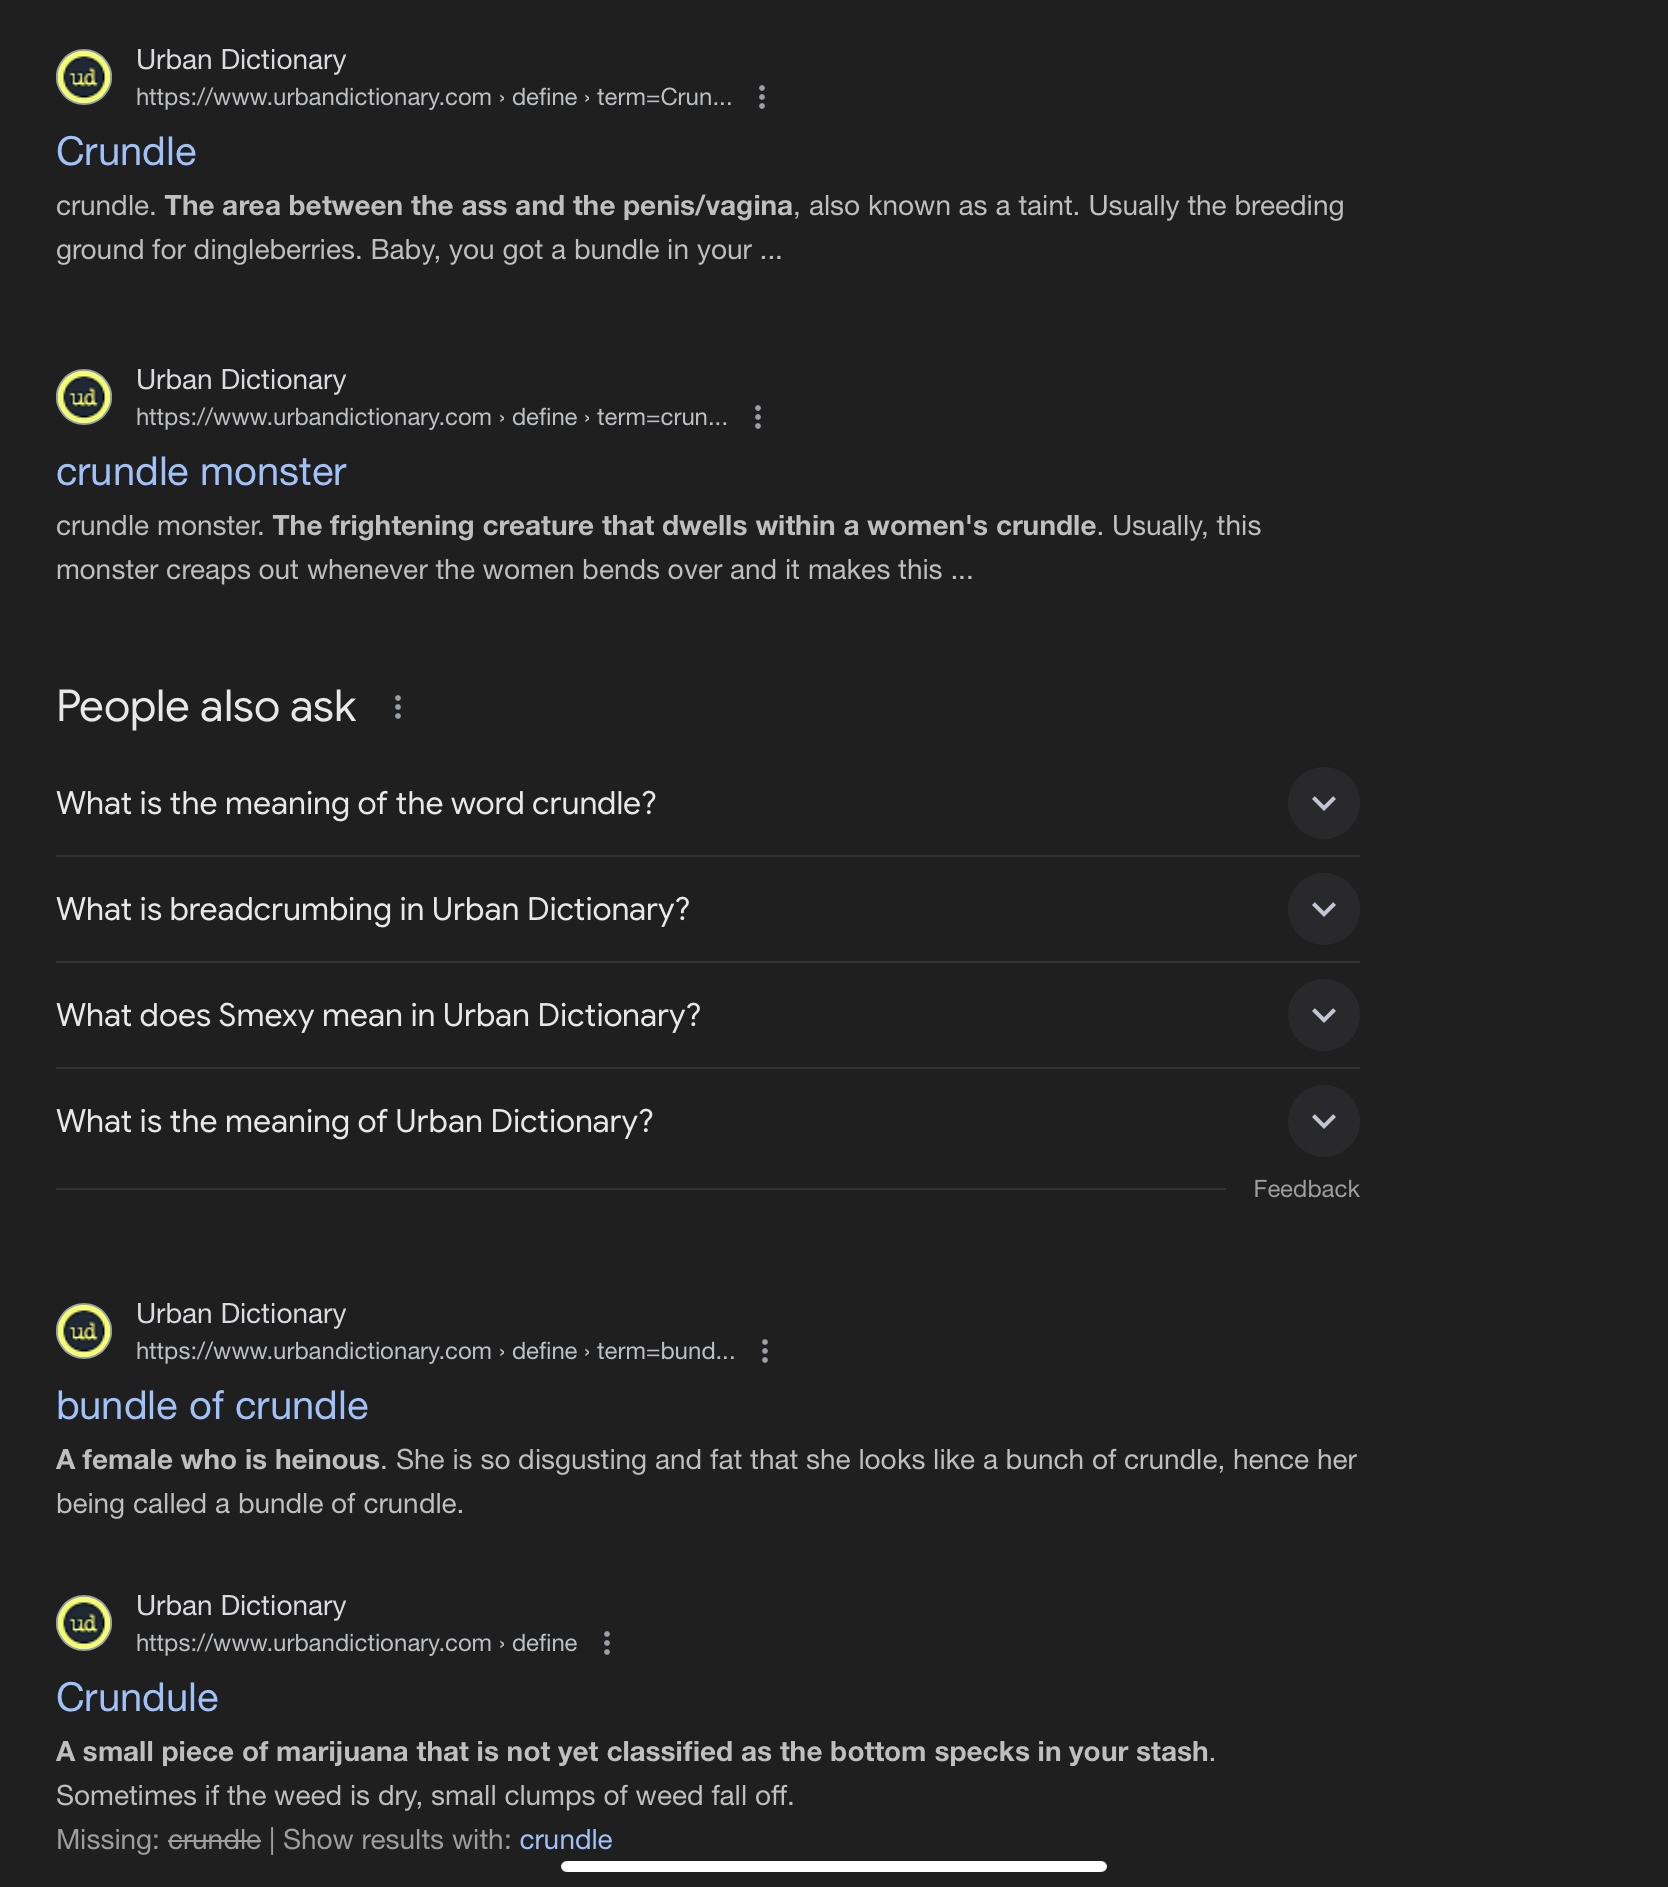 ud
Urban Dictionary
https://www.urbandictionary.com › define › term=Crun...
Crundle
crundle. The area between the ass and the penis/vagina, also known as a taint. Usually the breeding
ground for dingleberries. Baby, you got a bundle in your ...
ud
Urban Dictionary
https://www.urbandictionary.com › define › term=crun...
crundle monster
crundle monster. The frightening creature that dwells within a women's crundle. Usually, this
monster creaps out whenever the women bends over and it makes this ...
People also ask
What is the meaning of the word crundle?
What is breadcrumbing in Urban Dictionary?
What does Smexy mean in Urban Dictionary?
What is the meaning of Urban Dictionary?
Feedback
ud
Urban Dictionary
https://www.urbandictionary.com › define › term=bund...
bundle of crundle
A female who is heinous. She is so disgusting and fat that she looks like a bunch of crundle, hence her
being called a bundle of crundle.
ud
Urban Dictionary
https://www.urbandictionary.com › define
Crundule
A small piece of marijuana that is not yet classified as the bottom specks in your stash.
Sometimes if the weed is dry, small clumps of weed fall off.
Missing: crundle | Show results with: crundle